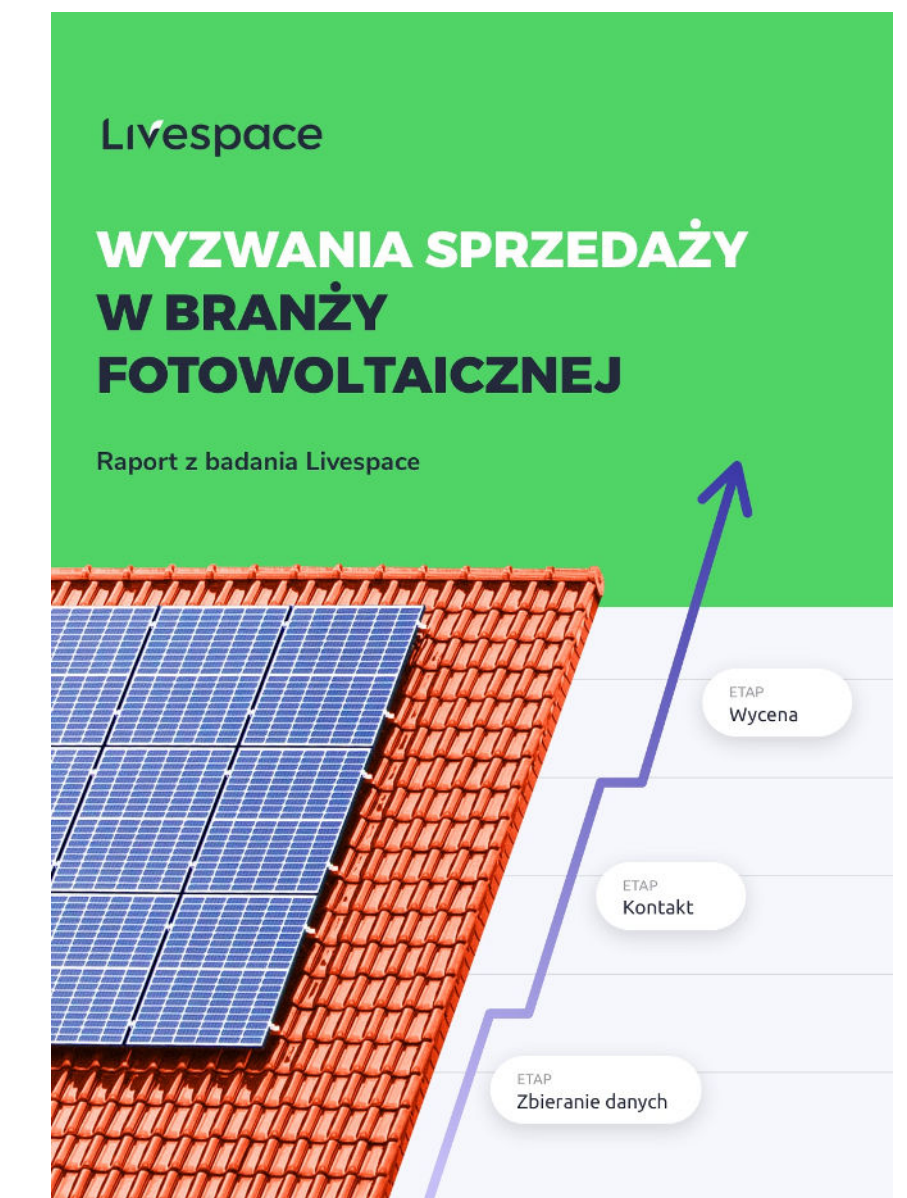 Livespace
WYZWANIA SPRZEDAŻY
W BRANŻY
FOTOWOLTAICZNEJ
Raport z badania Livespace
ETAP
Wycena
ETAP
Kontakt
ETAP
Zbieranie danych